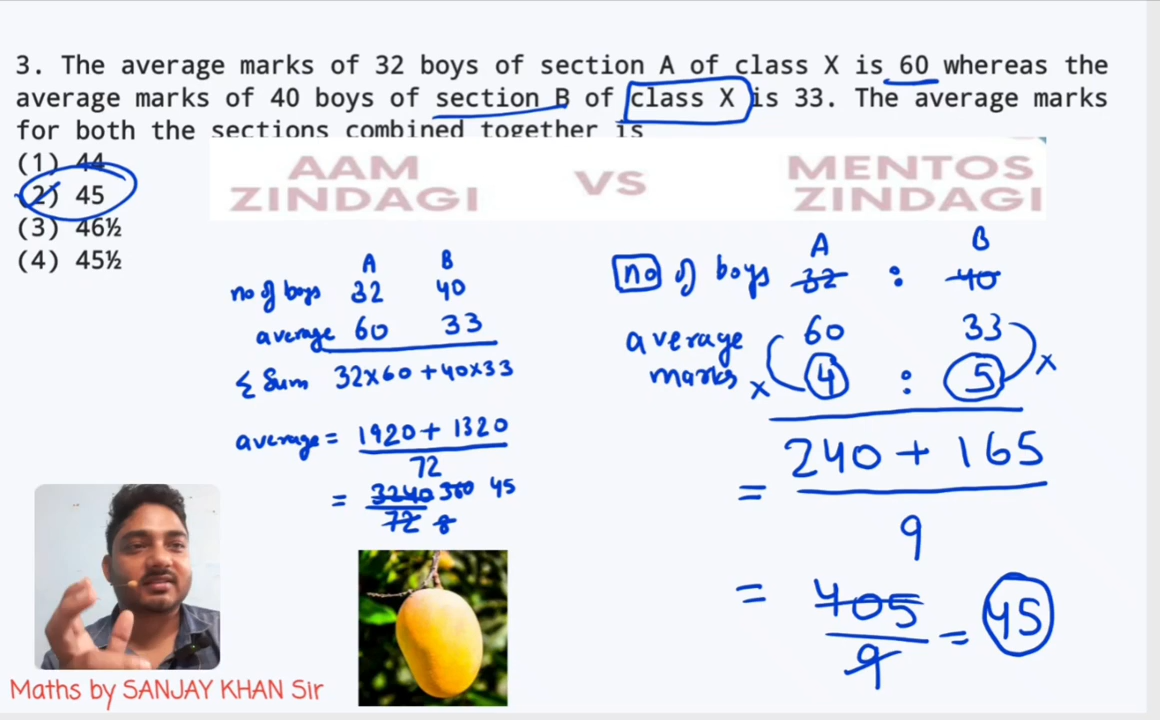 3. The average marks of 32 boys of section A of class X is 60 whereas the
average marks of 40 boys of section B of class X is 33. The average marks
for both the sections combined together is
(1) 44
(2) 45
(3) 46½
(4) 45½
AAM ZINDAGI VS MENTOS ZINDAGI
A B
no of boys 32 40
average 60 33
Σ Sum 32×60 + 40×33
average = 1920 + 1320
72
= 3240 360 45
72 8
A B
no of boys 32 : 40
average 60 33
marks × 4 : 5 ×
= 240 + 165
9
= 405 = 45
9
Maths by SANJAY KHAN Sir